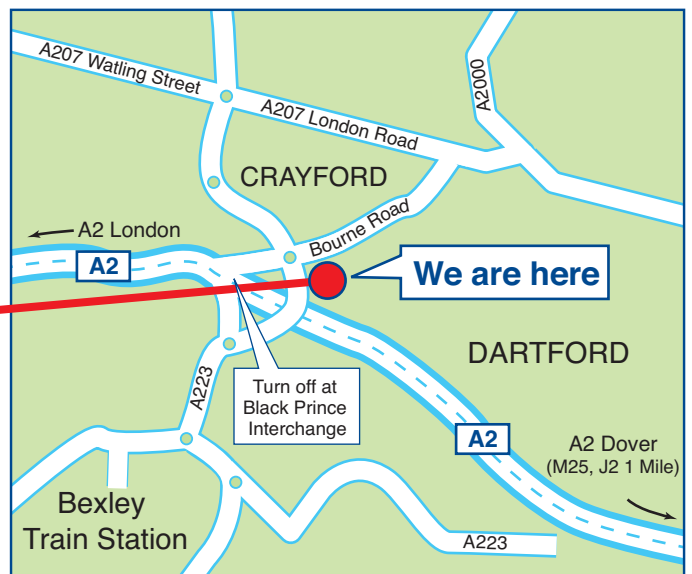 A207 Watling Street
A2000
A207 London Road
CRAYFORD
A2 London
Bourne Road
A2
We are here
DARTFORD
A223
Turn off at
Black Prince
Interchange
A2
A2 Dover
(M25, J2 1 Mile)
Bexley
Train Station
A223